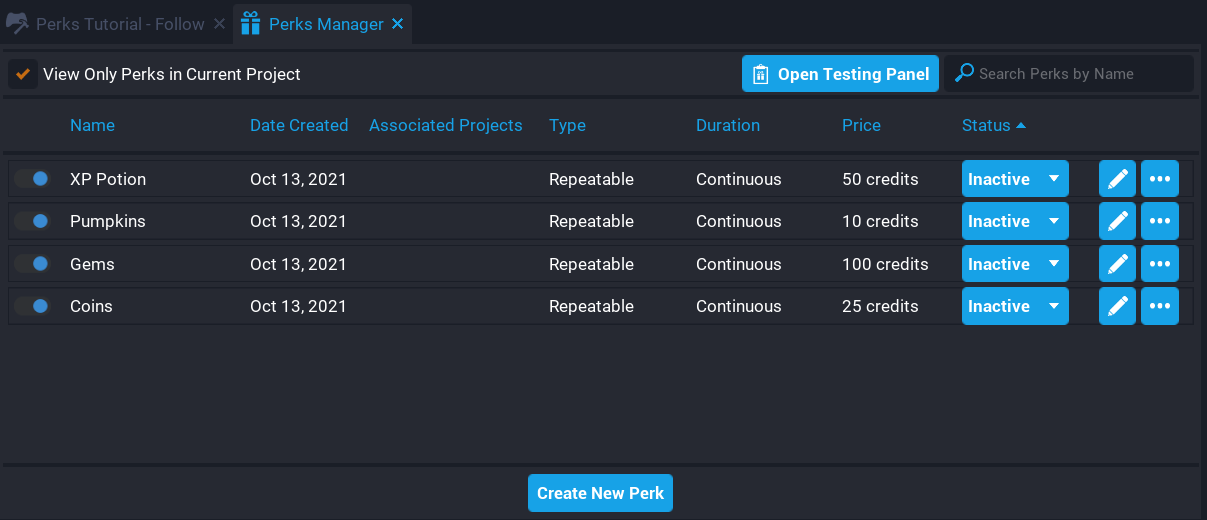 Perks Tutorial - Follow Perks Manager
View Only Perks in Current Project Open Testing Panel Search Perks by Name
Name Date Created Associated Projects Type Duration Price Status
XP Potion Oct 13, 2021 Repeatable Continuous 50 credits Inactive
Pumpkins Oct 13, 2021 Repeatable Continuous 10 credits Inactive
Gems Oct 13, 2021 Repeatable Continuous 100 credits Inactive
Coins Oct 13, 2021 Repeatable Continuous 25 credits Inactive
Create New Perk